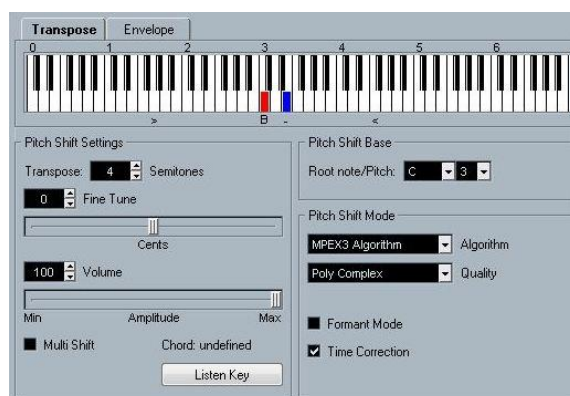 Transpose Envelope
0 1 2 3 4 5 6
» B - «
Pitch Shift Settings
Transpose: 4 Semitones
0 Fine Tune
Cents
100 Volume
Min Amplitude Max
Multi Shift Chord: undefined
Listen Key
Pitch Shift Base
Root note/Pitch: C 3
Pitch Shift Mode
MPEX3 Algorithm Algorithm
Poly Complex Quality
Formant Mode
Time Correction